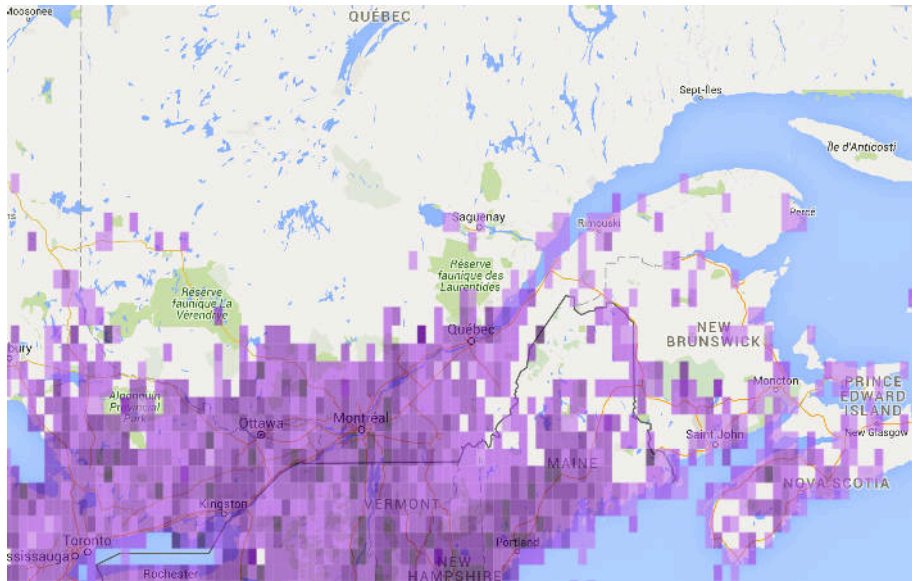 Moosonee
QUÉBEC
Sept-Îles
Île d'Anticosti
Saguenay
Rimouski
Percé
Réserve
faunique des
Laurentides
Réserve
faunique La
Vérendrye
Québec
NEW
BRUNSWICK
bury
Algonquin
Provincial
Park
Moncton
PRINCE
EDWARD
ISLAND
Ottawa
Montréal
Saint John
New Glasgow
MAINE
NOVA SCOTIA
Kingston
VERMONT
Toronto
ssissauga
Portland
NEW
HAMPSHIRE
Rochester